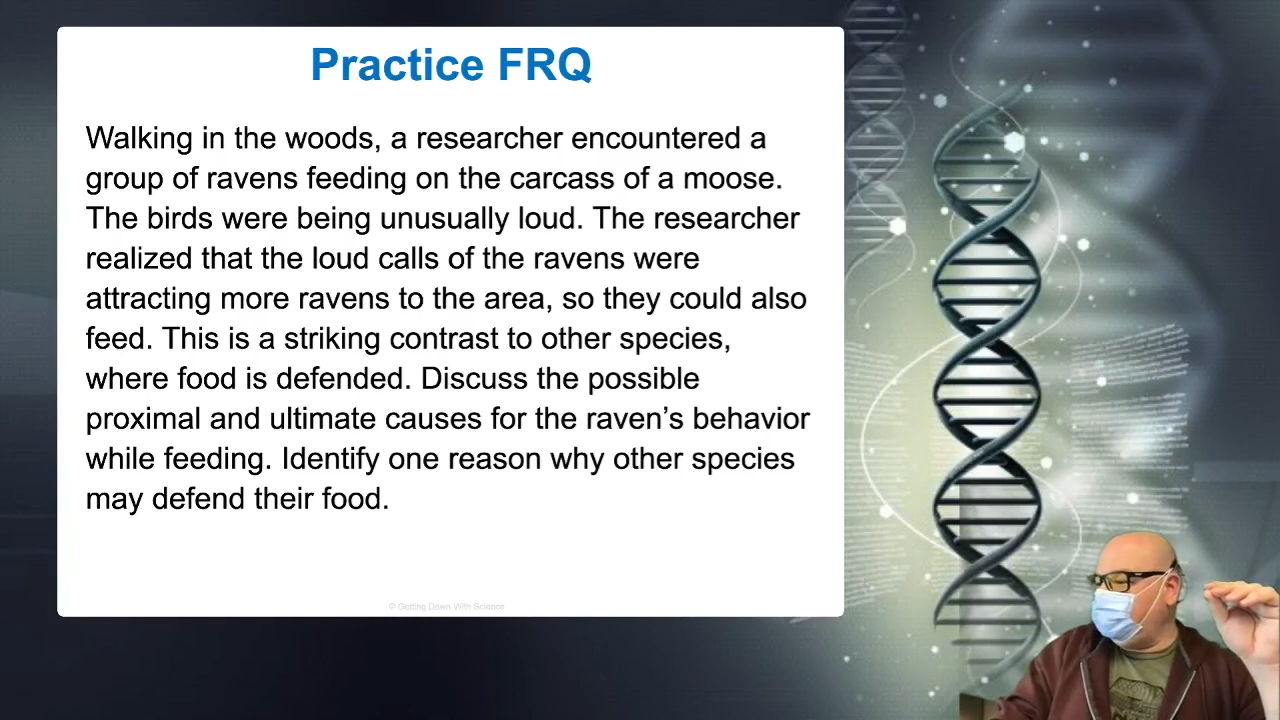 Practice FRQ
Walking in the woods, a researcher encountered a
group of ravens feeding on the carcass of a moose.
The birds were being unusually loud. The researcher
realized that the loud calls of the ravens were
attracting more ravens to the area, so they could also
feed. This is a striking contrast to other species,
where food is defended. Discuss the possible
proximal and ultimate causes for the raven’s behavior
while feeding. Identify one reason why other species
may defend their food.
© Getting Down With Science